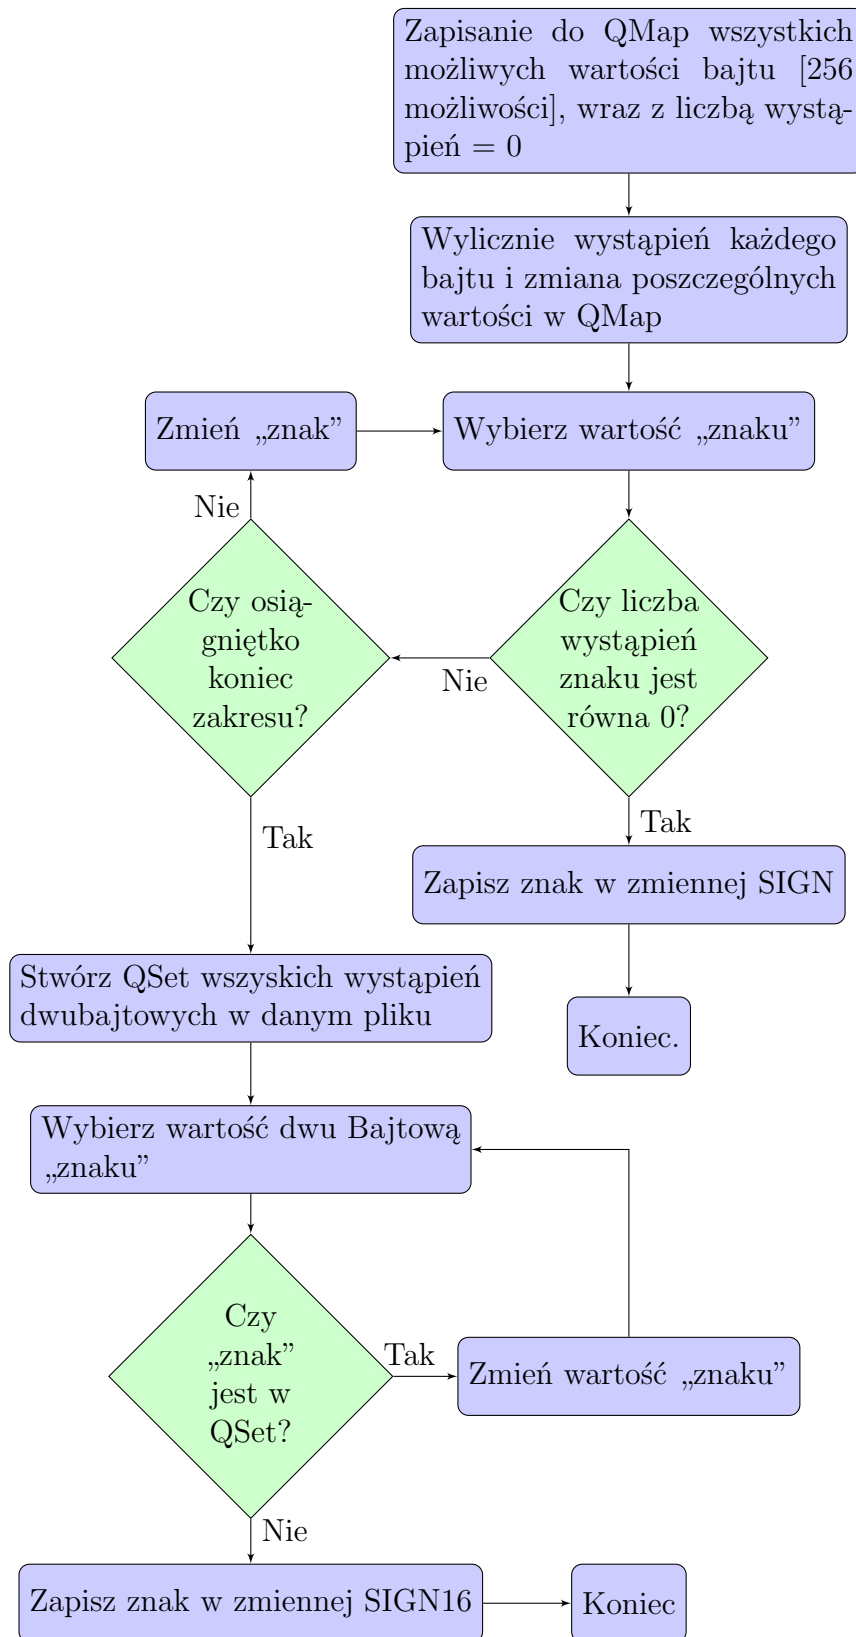 Zapisanie do QMap wszystkich
możliwych wartości bajtu [256
możliwości], wraz z liczbą wystą-
pień = 0
Wylicznie wystąpień każdego
bajtu i zmiana poszczególnych
wartości w QMap
Zmień „znak”
Wybierz wartość „znaku”
Nie
Czy osią-
gniętko
koniec
zakresu?
Nie
Czy liczba
wystąpień
znaku jest
równa 0?
Tak
Tak
Zapisz znak w zmiennej SIGN
Stwórz QSet wszyskich wystąpień
dwubajtowych w danym pliku
Koniec.
Wybierz wartość dwu Bajtową
„znaku”
Czy
„znak”
jest w
QSet?
Tak
Zmień wartość „znaku”
Nie
Zapisz znak w zmiennej SIGN16
Koniec